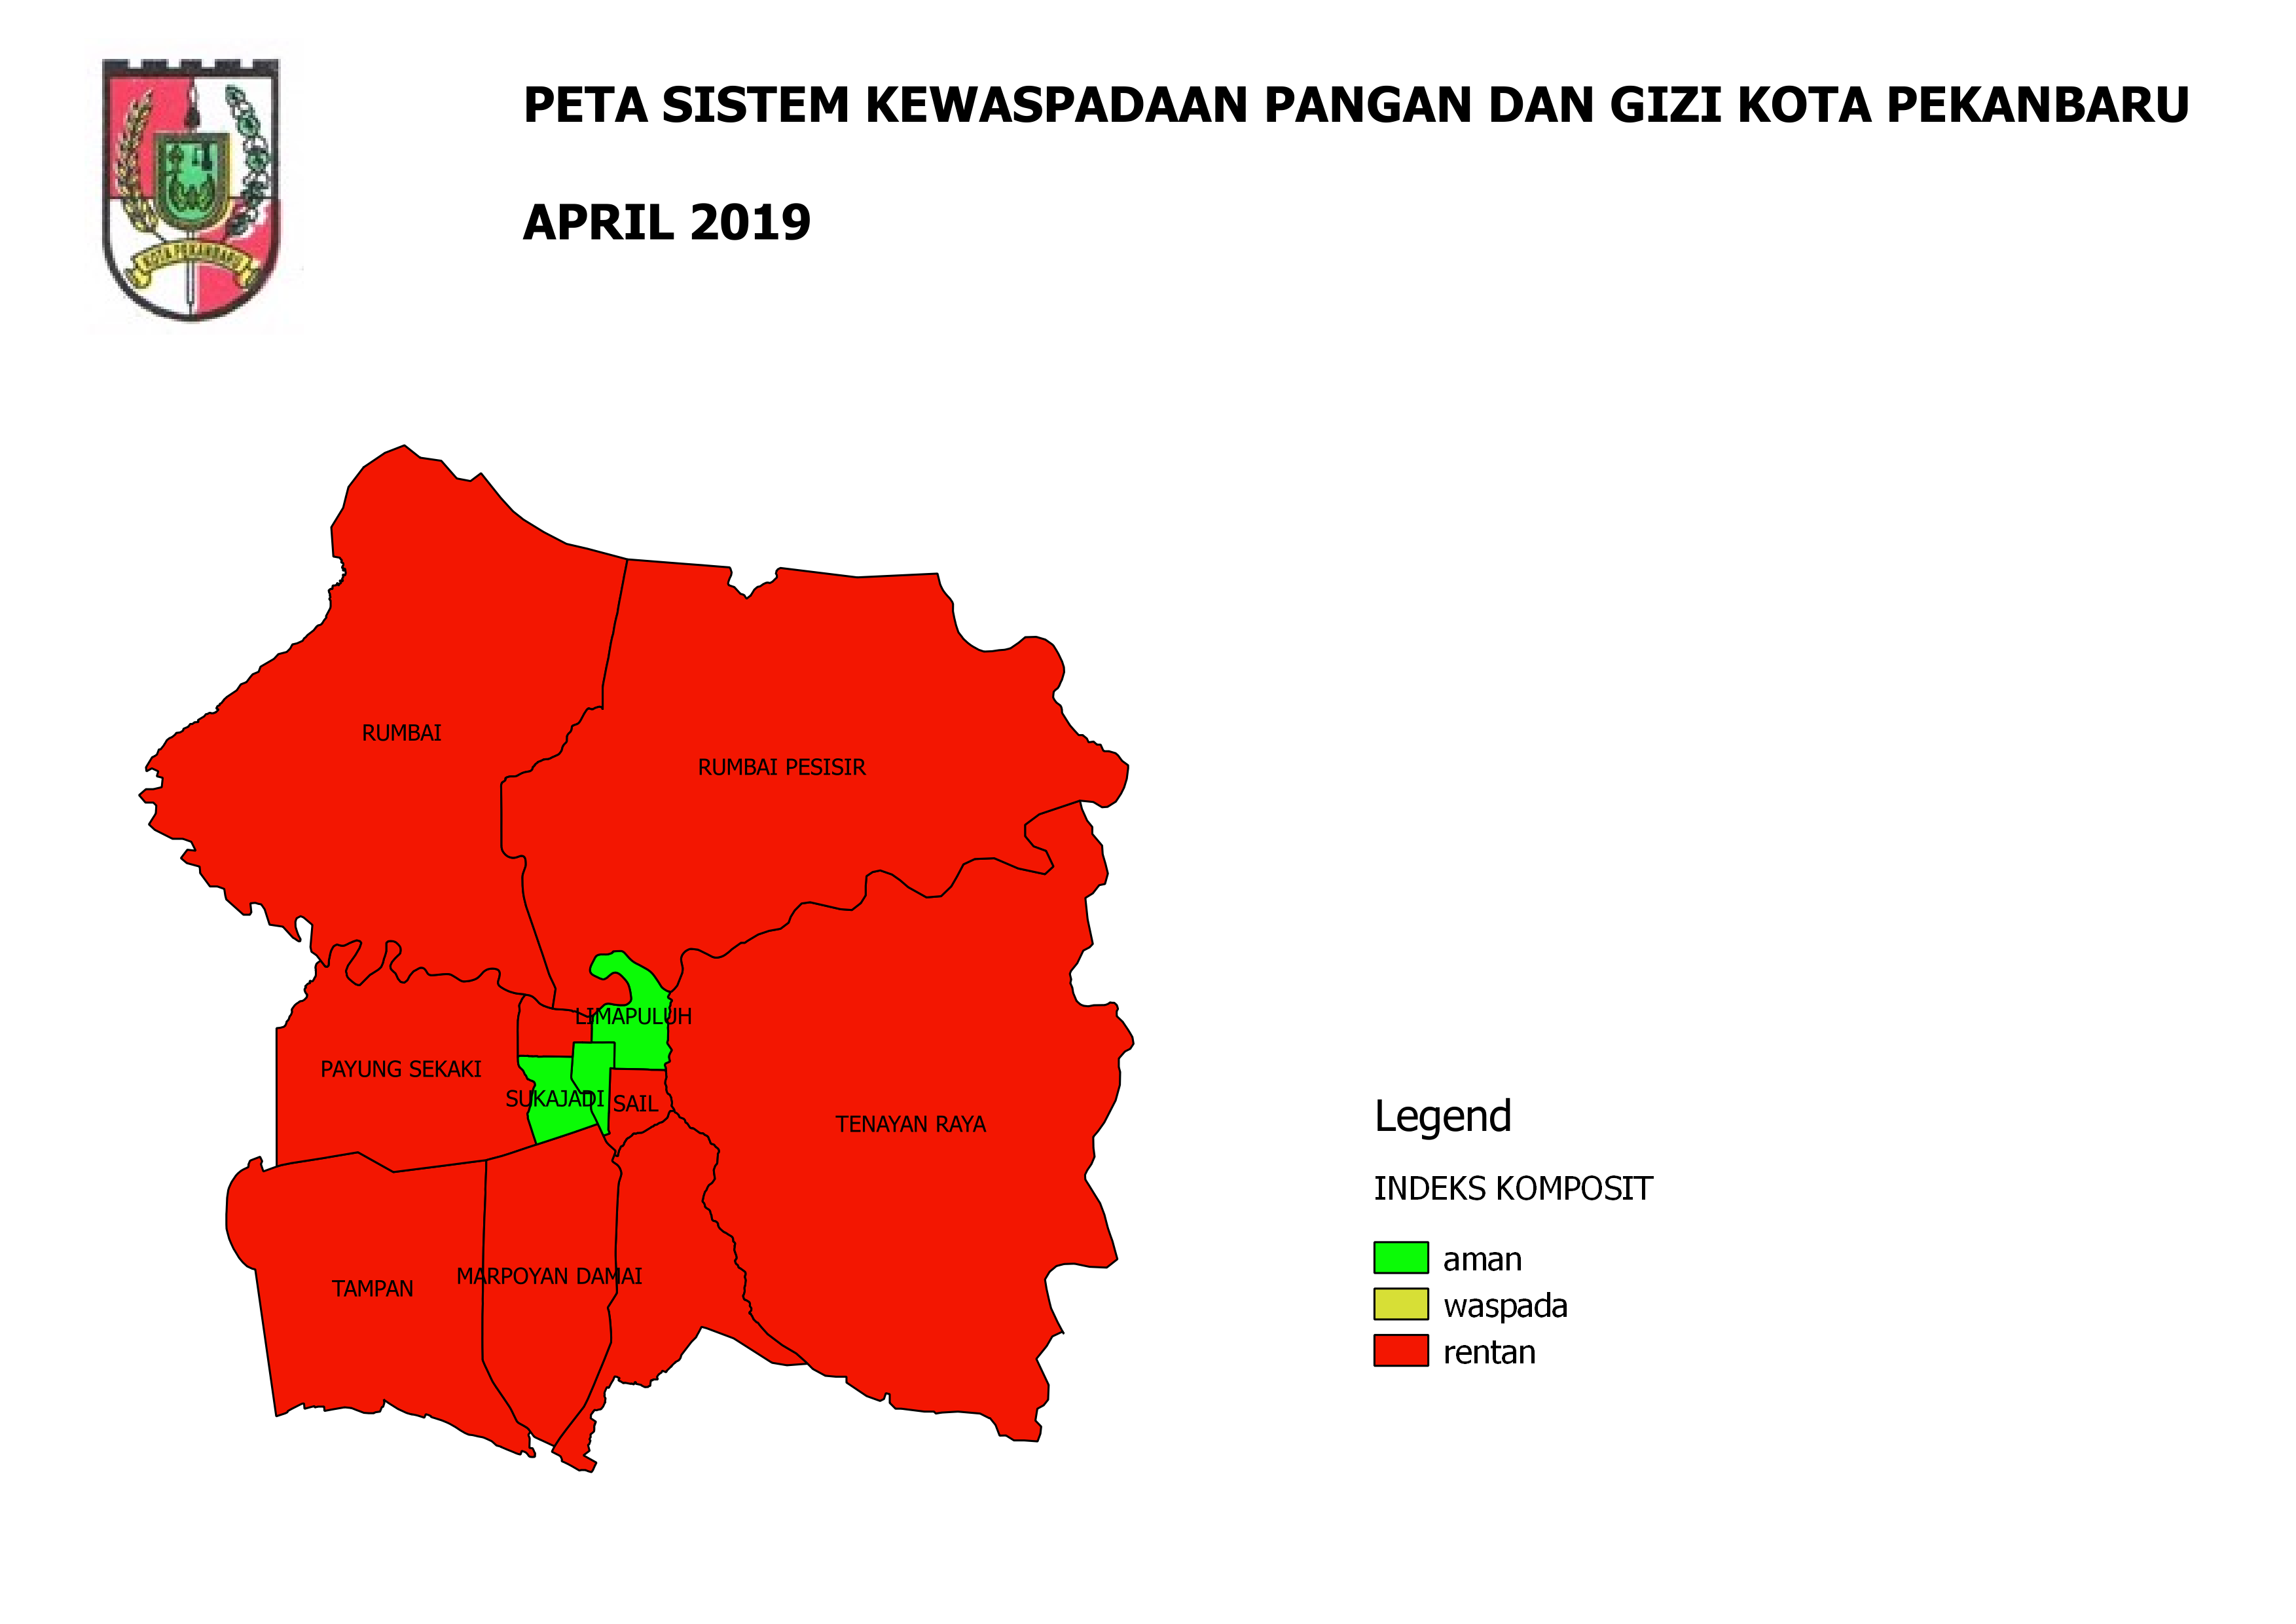 PETA SISTEM KEWASPADAAN PANGAN DAN GIZI KOTA PEKANBARU
APRIL 2019
KOTA PEKANBARU
RUMBAI
RUMBAI PESISIR
LIMAPULUH
PAYUNG SEKAKI
SUKAJADI
SAIL
TENAYAN RAYA
MARPOYAN DAMAI
TAMPAN
Legend
INDEKS KOMPOSIT
aman
waspada
rentan